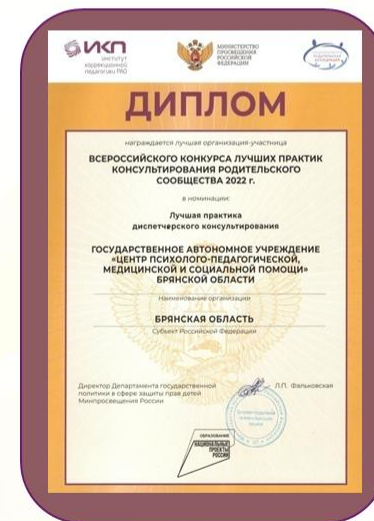 ИКП
ИНСТИТУТ
КОРРЕКЦИОННОЙ
ПЕДАГОГИКИ РАО
МИНИСТЕРСТВО
ПРОСВЕЩЕНИЯ
РОССИЙСКОЙ
ФЕДЕРАЦИИ
ДИПЛОМ
награждается лучшая организация-участница
ВСЕРОССИЙСКОГО КОНКУРСА ЛУЧШИХ ПРАКТИК
КОНСУЛЬТИРОВАНИЯ РОДИТЕЛЬСКОГО
СООБЩЕСТВА 2022 г.
в номинации:
Лучшая практика
диспетчерского консультирования
ГОСУДАРСТВЕННОЕ АВТОНОМНОЕ УЧРЕЖДЕНИЕ
«ЦЕНТР ПСИХОЛОГО-ПЕДАГОГИЧЕСКОЙ,
МЕДИЦИНСКОЙ И СОЦИАЛЬНОЙ ПОМОЩИ»
БРЯНСКОЙ ОБЛАСТИ
Наименование организации
БРЯНСКАЯ ОБЛАСТЬ
Субъект Российской Федерации
Директор Департамента государственной
политики в сфере защиты прав детей
Минпросвещения России
Л.П. Фальковская
ОБРАЗОВАНИЕ
НАЦИОНАЛЬНЫЕ
ПРОЕКТЫ
РОССИИ